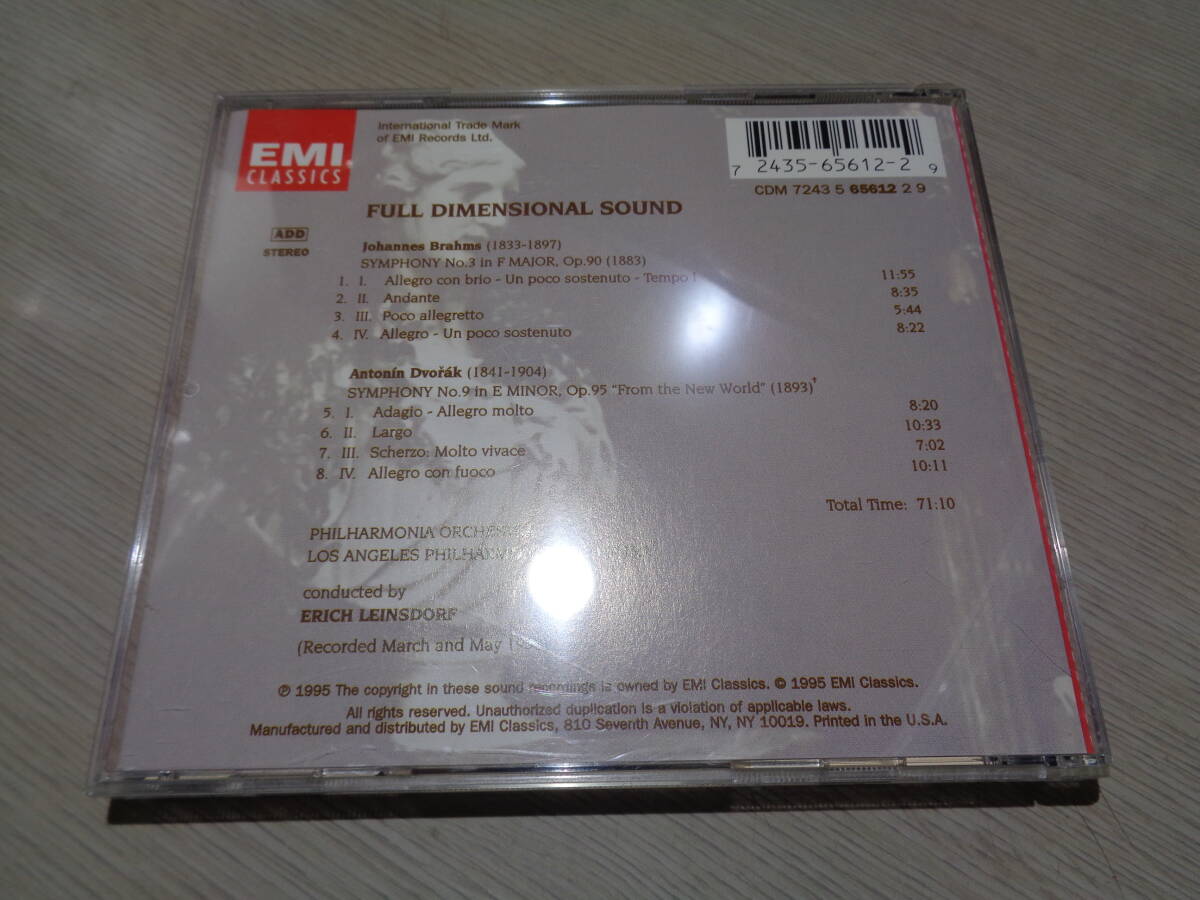 EMI
CLASSICS
International Trade Mark
of EMI Records Ltd.
7 2435-65612-2 9
CDM 7243 5 65612 2 9
FULL DIMENSIONAL SOUND
ADD
STEREO
Johannes Brahms (1833-1897)
SYMPHONY No.3 in F MAJOR, Op.90 (1883)
1. I. Allegro con brio - Un poco sostenuto - Tempo I 11:55
2. II. Andante 8:35
3. III. Poco allegretto 5:44
4. IV. Allegro - Un poco sostenuto 8:22
Antonín Dvořák (1841-1904)
SYMPHONY No.9 in E MINOR, Op.95 "From the New World" (1893)†
5. I. Adagio - Allegro molto 8:20
6. II. Largo 10:33
7. III. Scherzo: Molto vivace 7:02
8. IV. Allegro con fuoco 10:11
Total Time: 71:10
PHILHARMONIA
LOS ANGELES
conducted by
ERICH LEINSDORF
(Recorded March and May
℗ 1995 The copyright in these sound recordings is owned by EMI Classics. © 1995 EMI Classics.
All rights reserved. Unauthorized duplication is a violation of applicable laws.
Manufactured and distributed by EMI Classics, 810 Seventh Avenue, NY, NY 10019. Printed in the U.S.A.